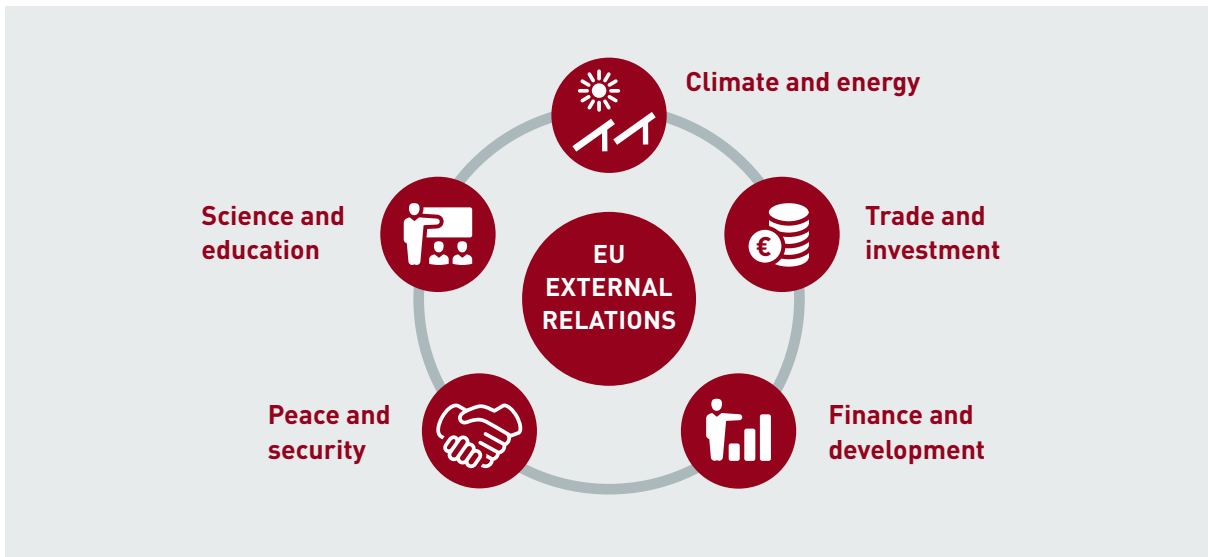 Climate and energy
Science and
education
Trade and
investment
€
EU
EXTERNAL
RELATIONS
Peace and
security
Finance and
development